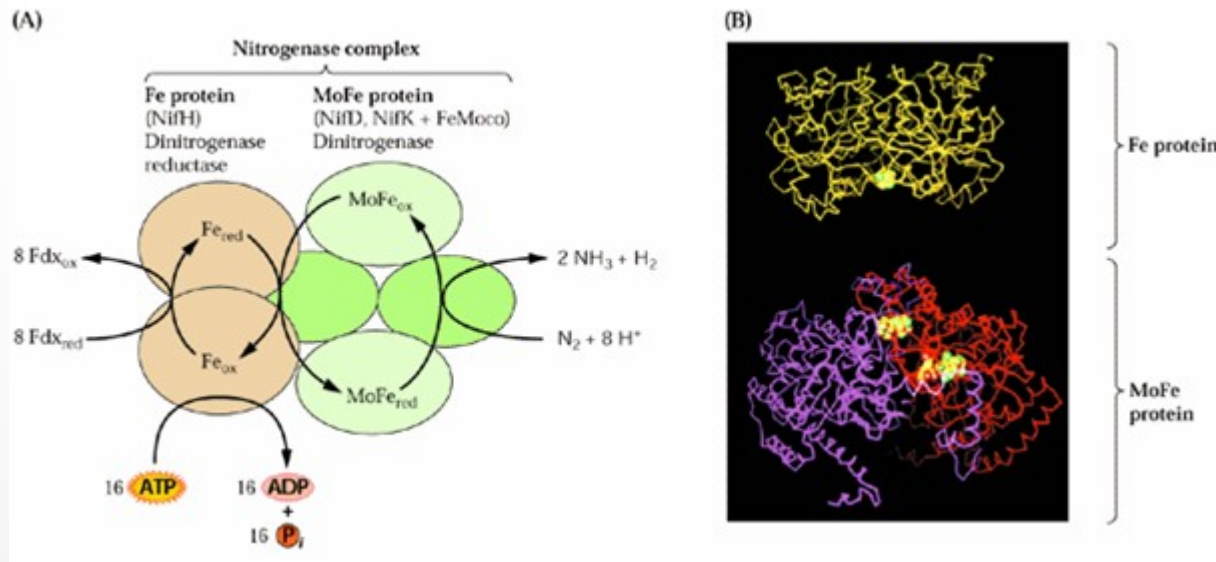 (A)
Nitrogenase complex
Fe protein
(NifH)
Dinitrogenase
reductase
MoFe protein
(NifD, NifK + FeMoco)
Dinitrogenase
MoFeox
Fered
8 Fdxox
2 NH3 + H2
8 Fdxred
N2 + 8 H+
Feox
MoFered
16 ATP
16 ADP
+
16 Pi
(B)
Fe protein
MoFe
protein